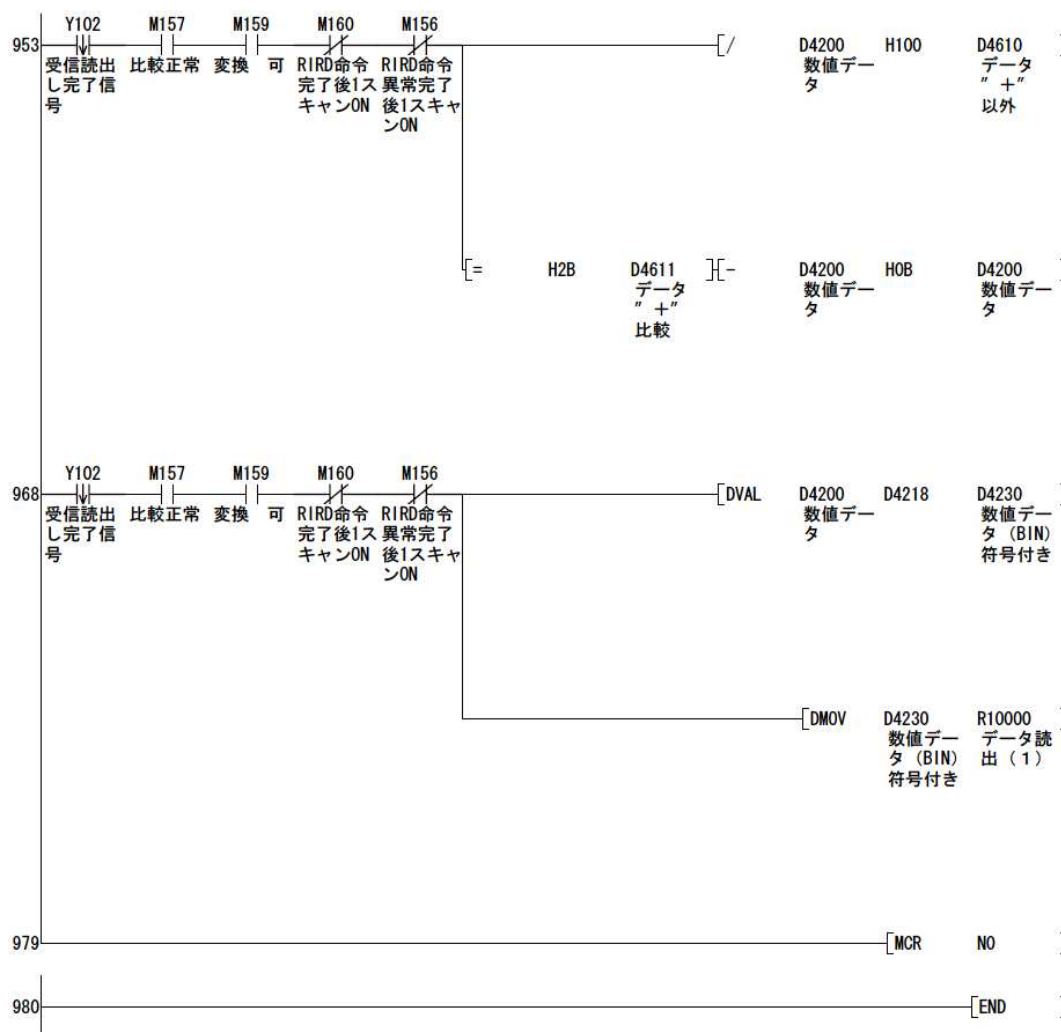 Y102 M157 M159 M160 M156
953 [/ D4200 H100 D4610 ]
受信読出 比較正常 変換 可 RIRD命令 RIRD命令 数値デー データ
し完了信 完了後1ス 異常完了 タ ″ +″
号 キャンON 後1スキャ 以外
ンON
[= H2B D4611 ] [- D4200 H0B D4200 ]
データ 数値デー 数値デー
″ +″ タ タ
比較
Y102 M157 M159 M160 M156
968 [DVAL D4200 D4218 D4230 ]
受信読出 比較正常 変換 可 RIRD命令 RIRD命令 数値デー 数値デー
し完了信 完了後1ス 異常完了 タ タ (BIN)
号 キャンON 後1スキャ 符号付き
ンON
[DMOV D4230 R10000 ]
数値デー データ読
タ (BIN) 出 (1)
符号付き
979 [MCR N0 ]
980 [END ]